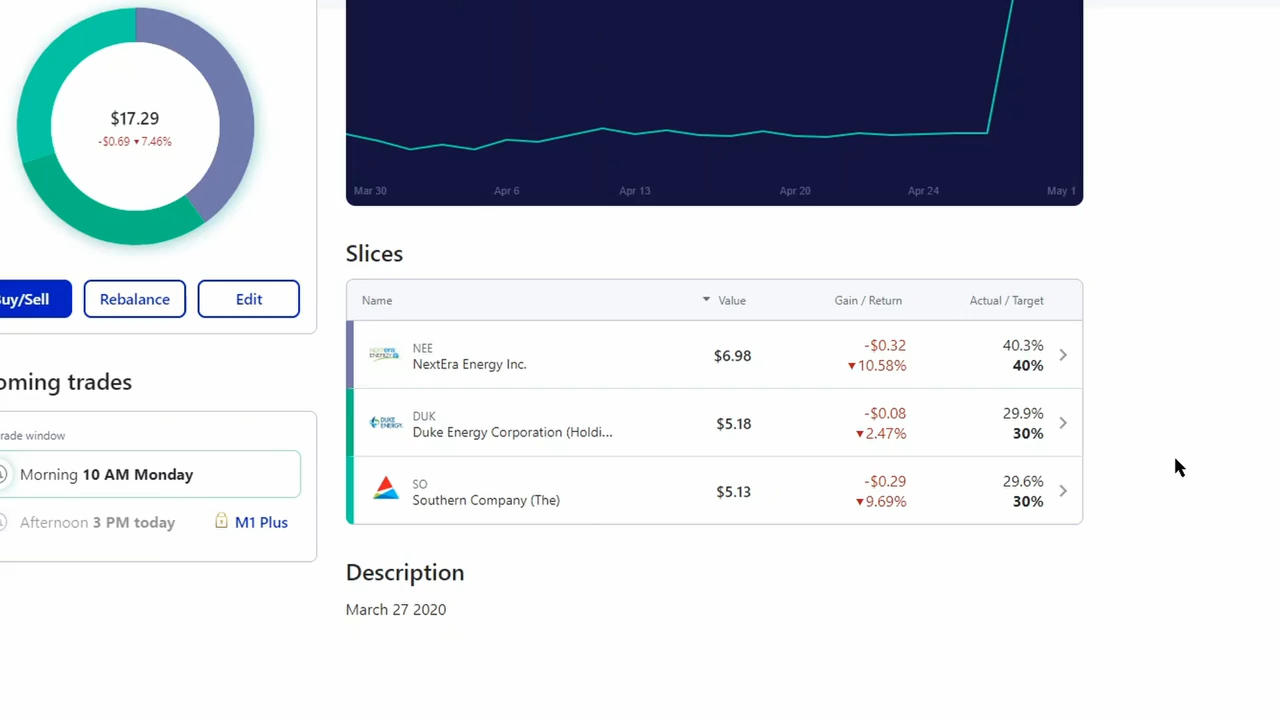 $17.29
-$0.69 ▾ 7.46%
uy/Sell
Rebalance
Edit
oming trades
rade window
Morning 10 AM Monday
Afternoon 3 PM today
M1 Plus
Mar 30
Apr 6
Apr 13
Apr 20
Apr 24
May 1
Slices
Name
Value
Gain / Return
Actual / Target
NEE
NextEra Energy Inc.
$6.98
-$0.32
▼10.58%
40.3%
40%
DUKE ENERGY.
DUK
Duke Energy Corporation (Holdi...
$5.18
-$0.08
▼2.47%
29.9%
30%
SO
Southern Company (The)
$5.13
-$0.29
▼9.69%
29.6%
30%
Description
March 27 2020